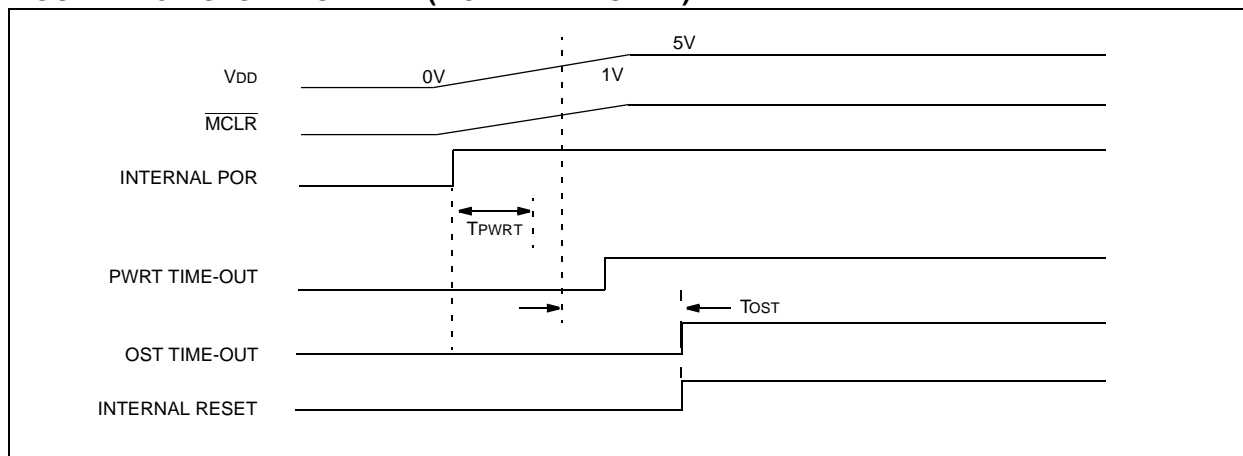 5V
VDD 0V 1V
MCLR
INTERNAL POR
TPWRT
PWRT TIME-OUT
TOST
OST TIME-OUT
INTERNAL RESET